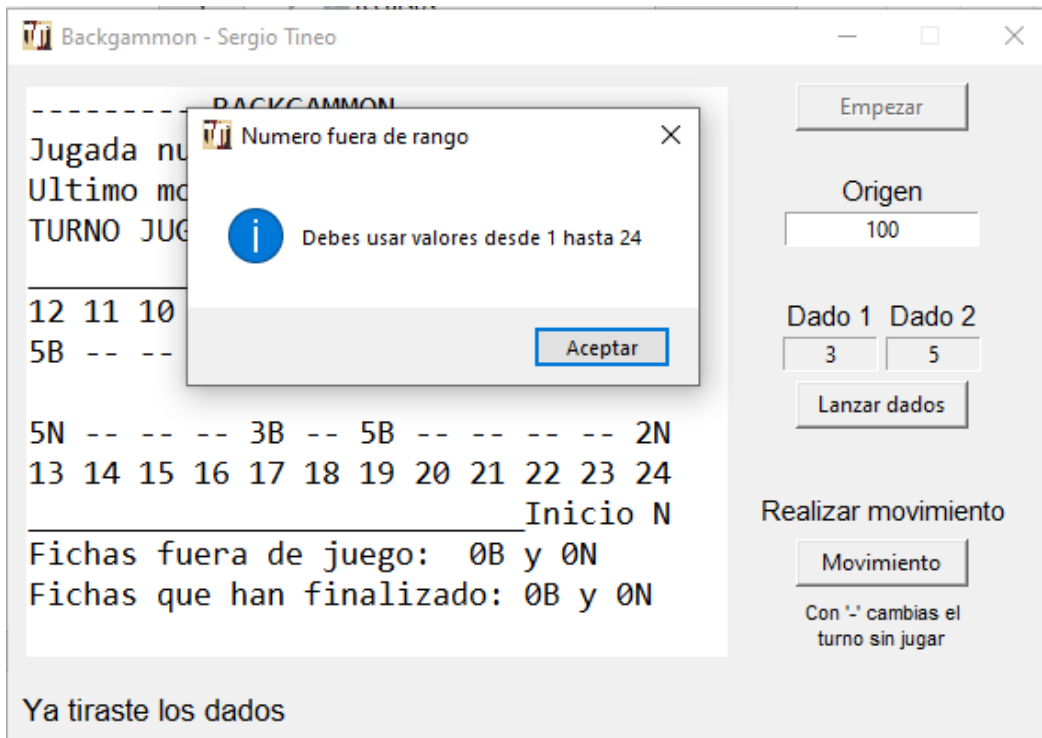 Backgammon - Sergio Tineo
--------- BACKGAMMON
Jugada nu
Ultimo mo
TURNO JUG
12 11 10
5B -- --
5N -- -- -- 3B -- 5B -- -- -- -- 2N
13 14 15 16 17 18 19 20 21 22 23 24
Inicio N
Fichas fuera de juego: 0B y 0N
Fichas que han finalizado: 0B y 0N
Numero fuera de rango
Debes usar valores desde 1 hasta 24
Aceptar
Empezar
Origen
100
Dado 1 Dado 2
3 5
Lanzar dados
Realizar movimiento
Movimiento
Con '-' cambias el
turno sin jugar
Ya tiraste los dados